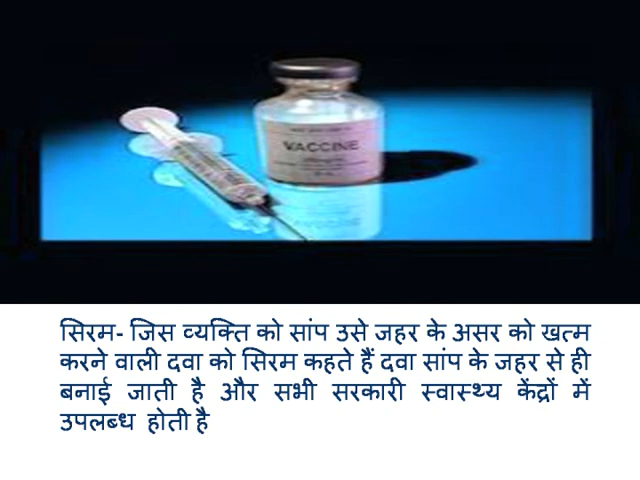 VACCINE
सिरम- जिस व्यक्ति को सांप उसे जहर के असर को खत्म
करने वाली दवा को सिरम कहते हैं दवा सांप के जहर से ही
बनाई जाती है और सभी सरकारी स्वास्थ्य केंद्रों में
उपलब्ध होती है